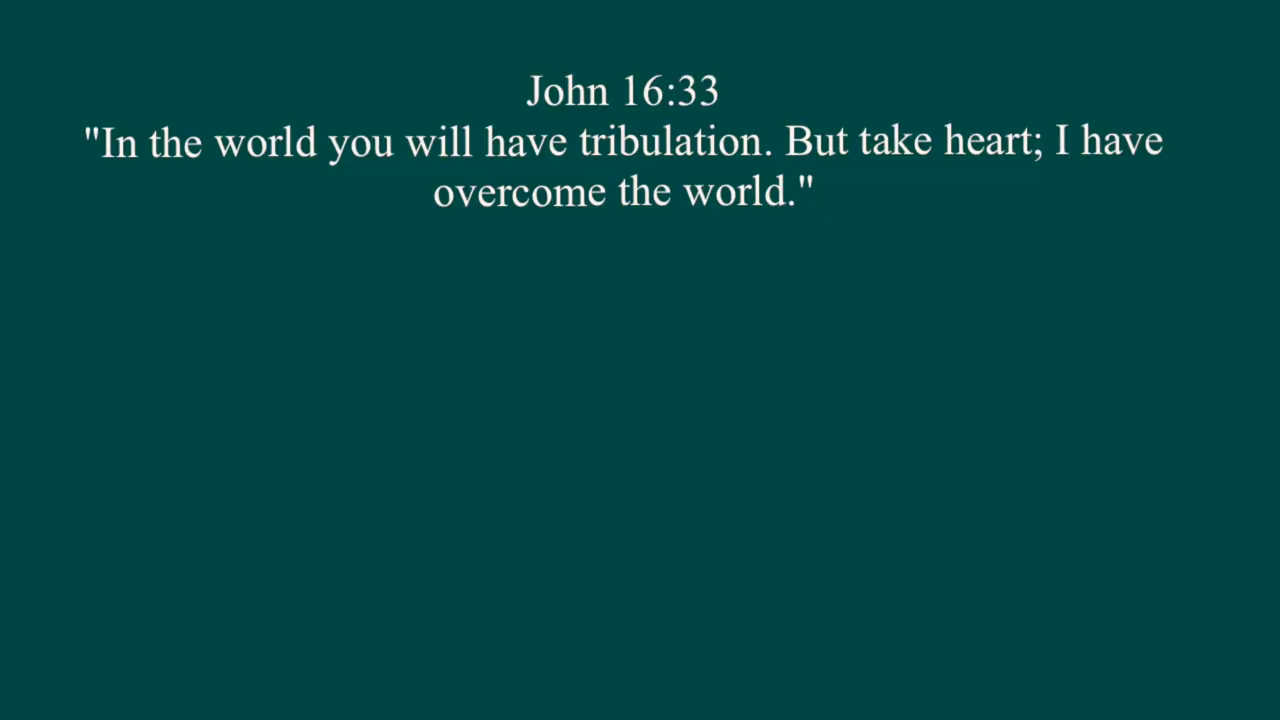 John 16:33
"In the world you will have tribulation. But take heart; I have
overcome the world."